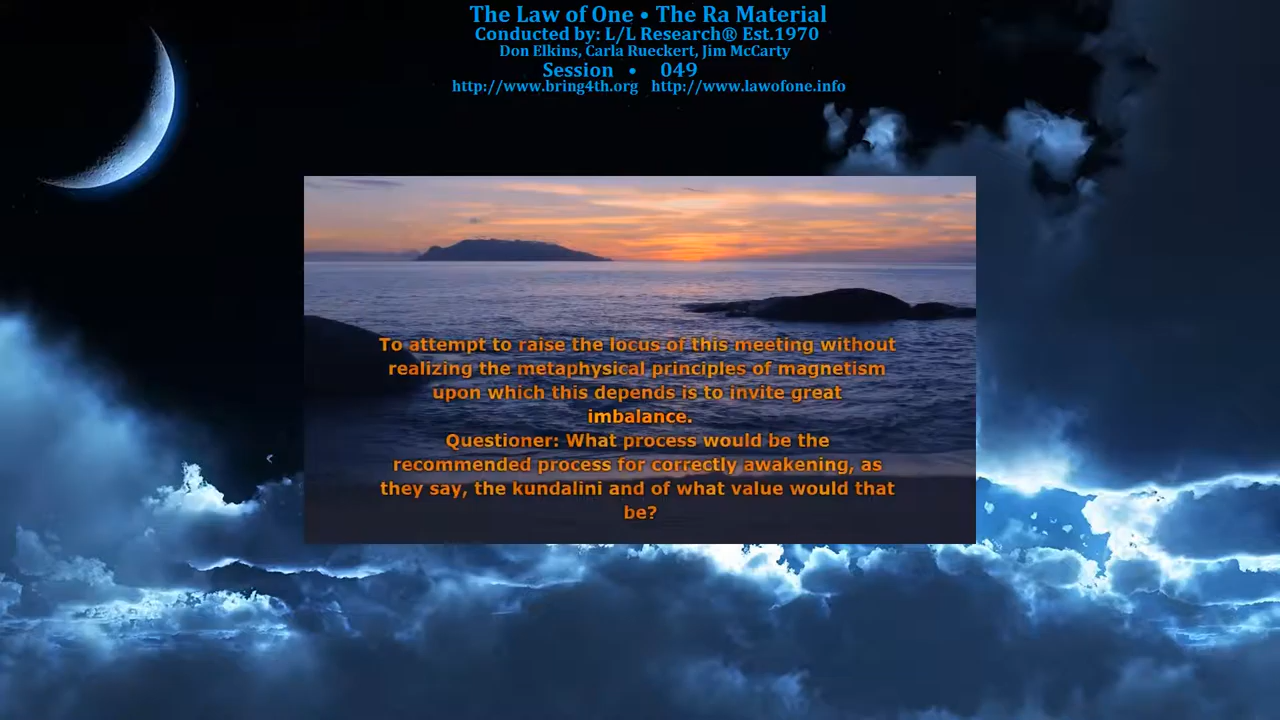 The Law of One • The Ra Material
Conducted by: L/L Research® Est.1970
Don Elkins, Carla Rueckert, Jim McCarty
Session • 049
http://www.bring4th.org http://www.lawofone.info
To attempt to raise the locus of this meeting without
realizing the metaphysical principles of magnetism
upon which this depends is to invite great
imbalance.
Questioner: What process would be the
recommended process for correctly awakening, as
they say, the kundalini and of what value would that
be?